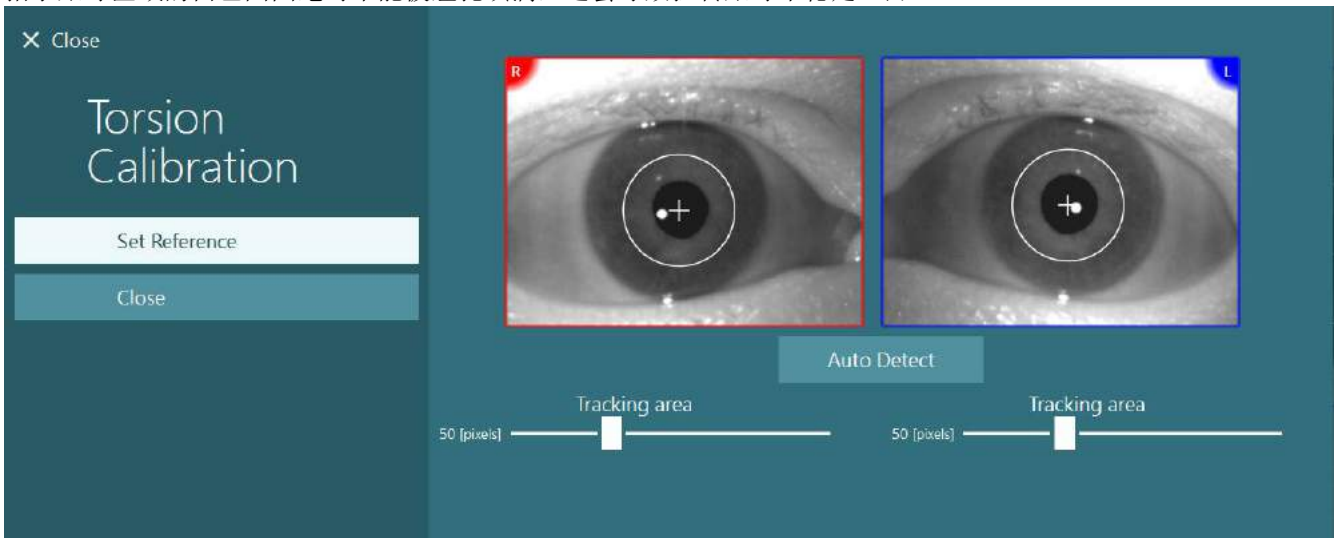 Close
Torsion
Calibration
Set Reference
Close
R
L
Auto Detect
Tracking area
50 [pixels]
Tracking area
50 [pixels]